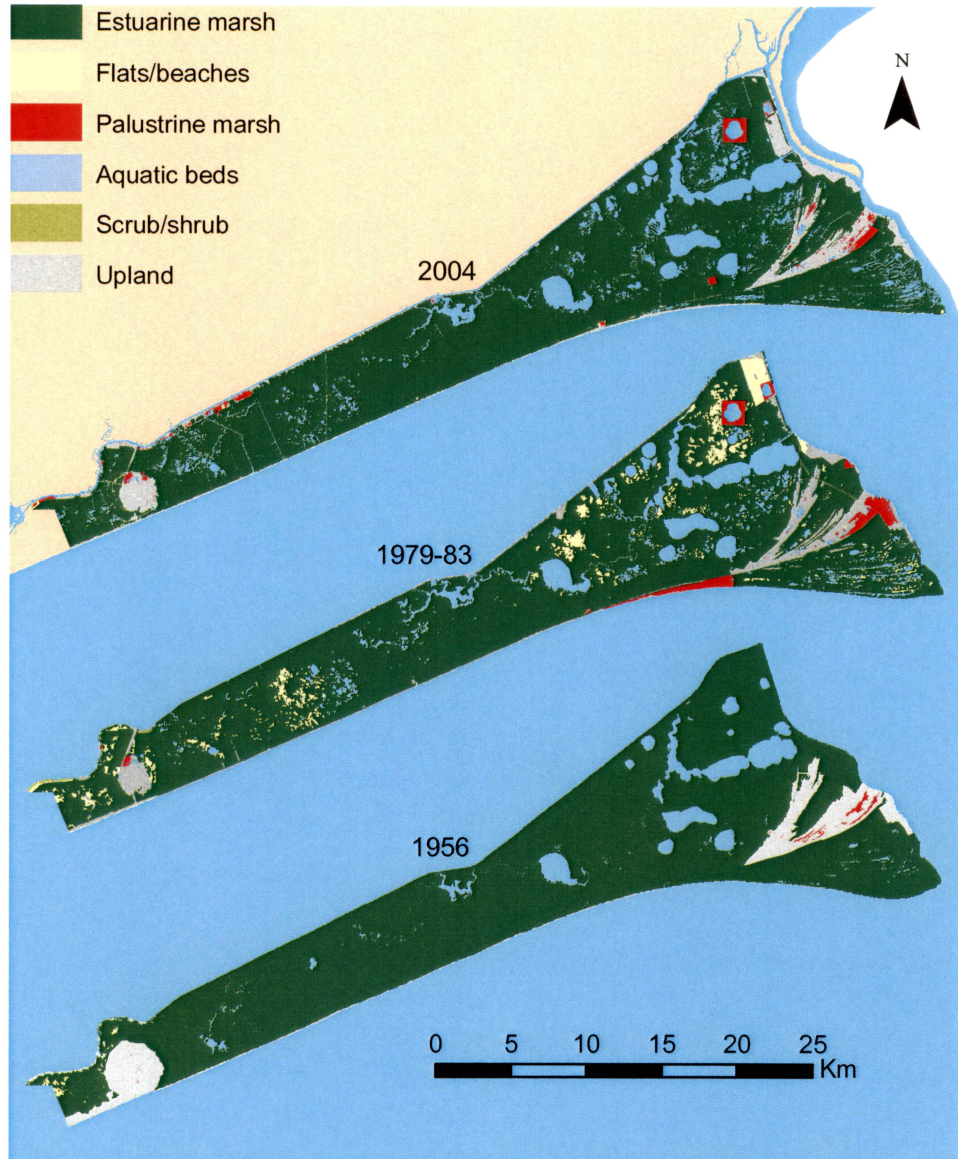 Estuarine marsh
Flats/beaches
Palustrine marsh
Aquatic beds
Scrub/shrub
Upland
N
2004
1979-83
1956
0 5 10 15 20 25
Km